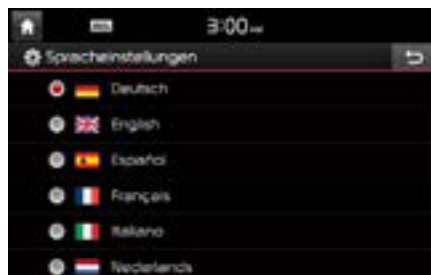 3:00
Spracheinstellungen
Deutsch
English
Español
Français
Italiano
Nederlands